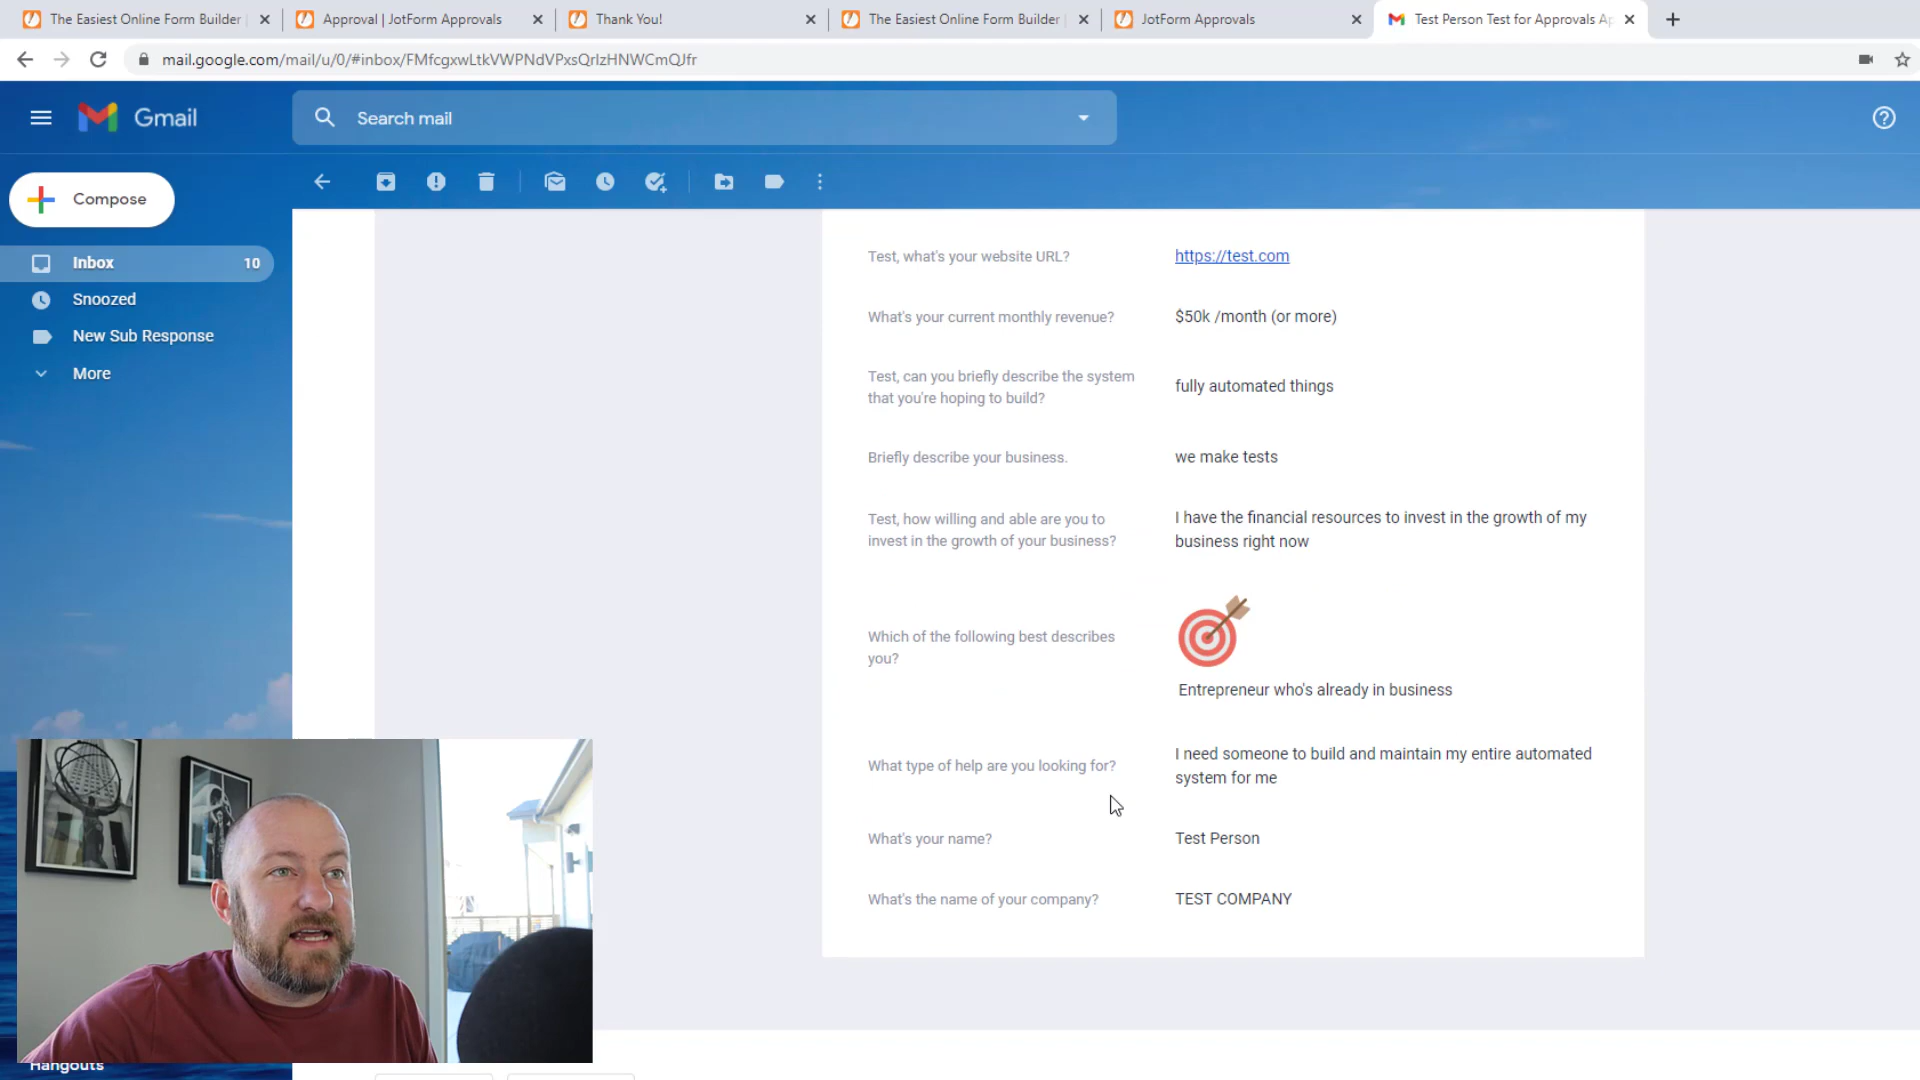 The Easiest Online Form Builder
Approval | JotForm Approvals
Thank You!
The Easiest Online Form Builder
JotForm Approvals
Test Person Test for Approvals
mail.google.com/mail/u/0/#inbox/FMfcgxwLtkVWPNdVPxsQrIzHNWCmQJfr
Gmail
Search mail
Compose
Inbox 10
Snoozed
New Sub Response
More
Test, what's your website URL? https://test.com
What's your current monthly revenue? $50k /month (or more)
Test, can you briefly describe the system
that you're hoping to build?
fully automated things
Briefly describe your business. we make tests
Test, how willing and able are you to
invest in the growth of your business?
I have the financial resources to invest in the growth of my
business right now
Which of the following best describes
you?
Entrepreneur who's already in business
What type of help are you looking for?
I need someone to build and maintain my entire automated
system for me
What's your name? Test Person
What's the name of your company? TEST COMPANY
Hangouts